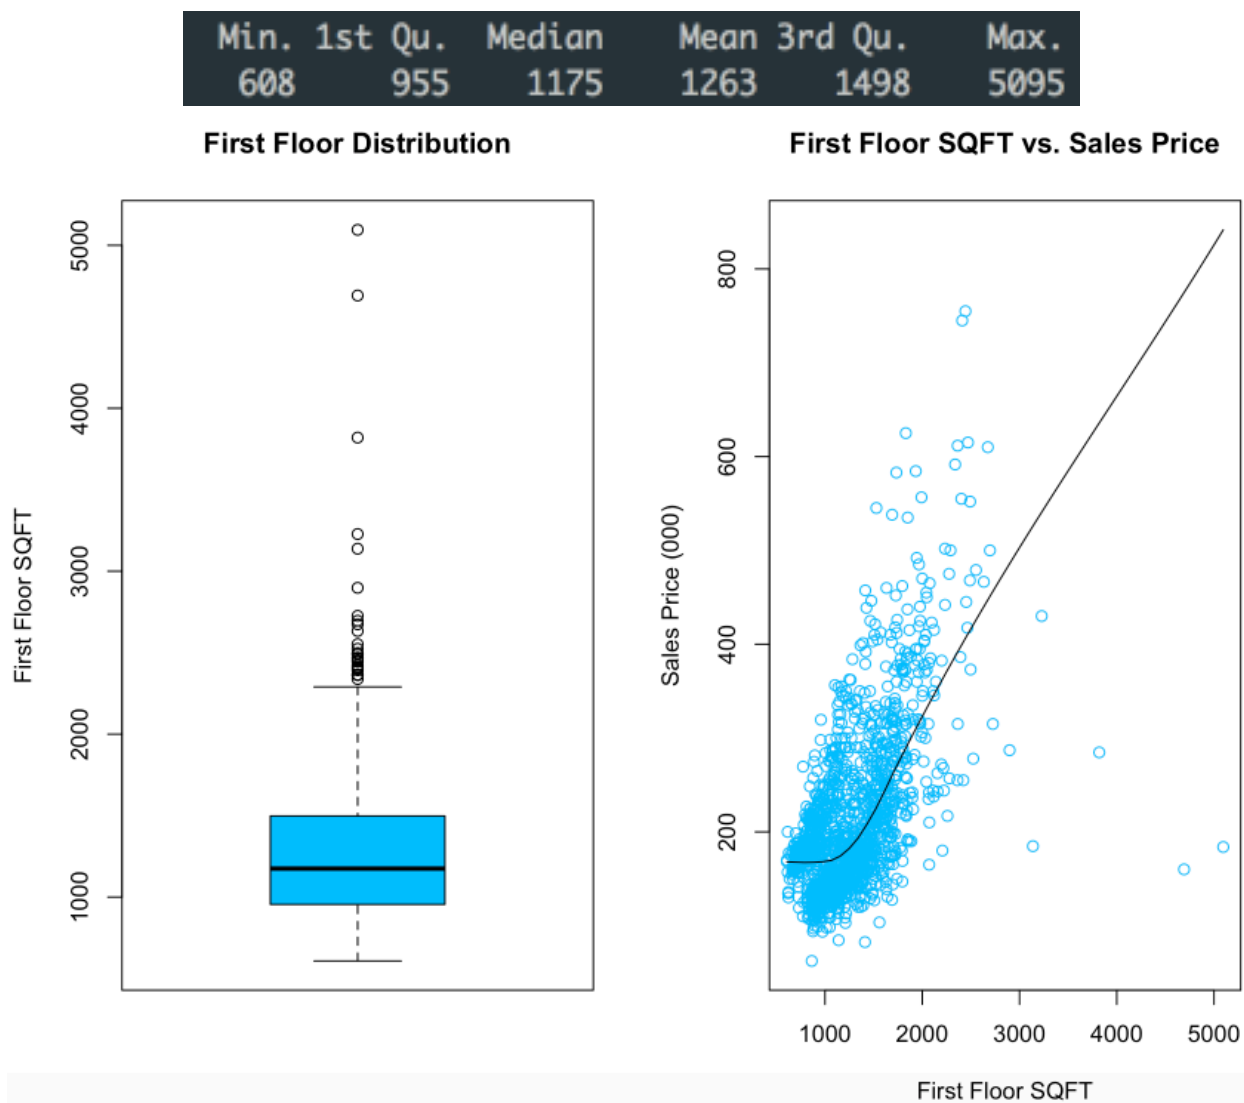 Min. 1st Qu. Median Mean 3rd Qu. Max.
608 955 1175 1263 1498 5095
First Floor Distribution
First Floor SQFT
5000
4000
3000
2000
1000
First Floor SQFT vs. Sales Price
Sales Price (000)
800
600
400
200
1000 2000 3000 4000 5000
First Floor SQFT